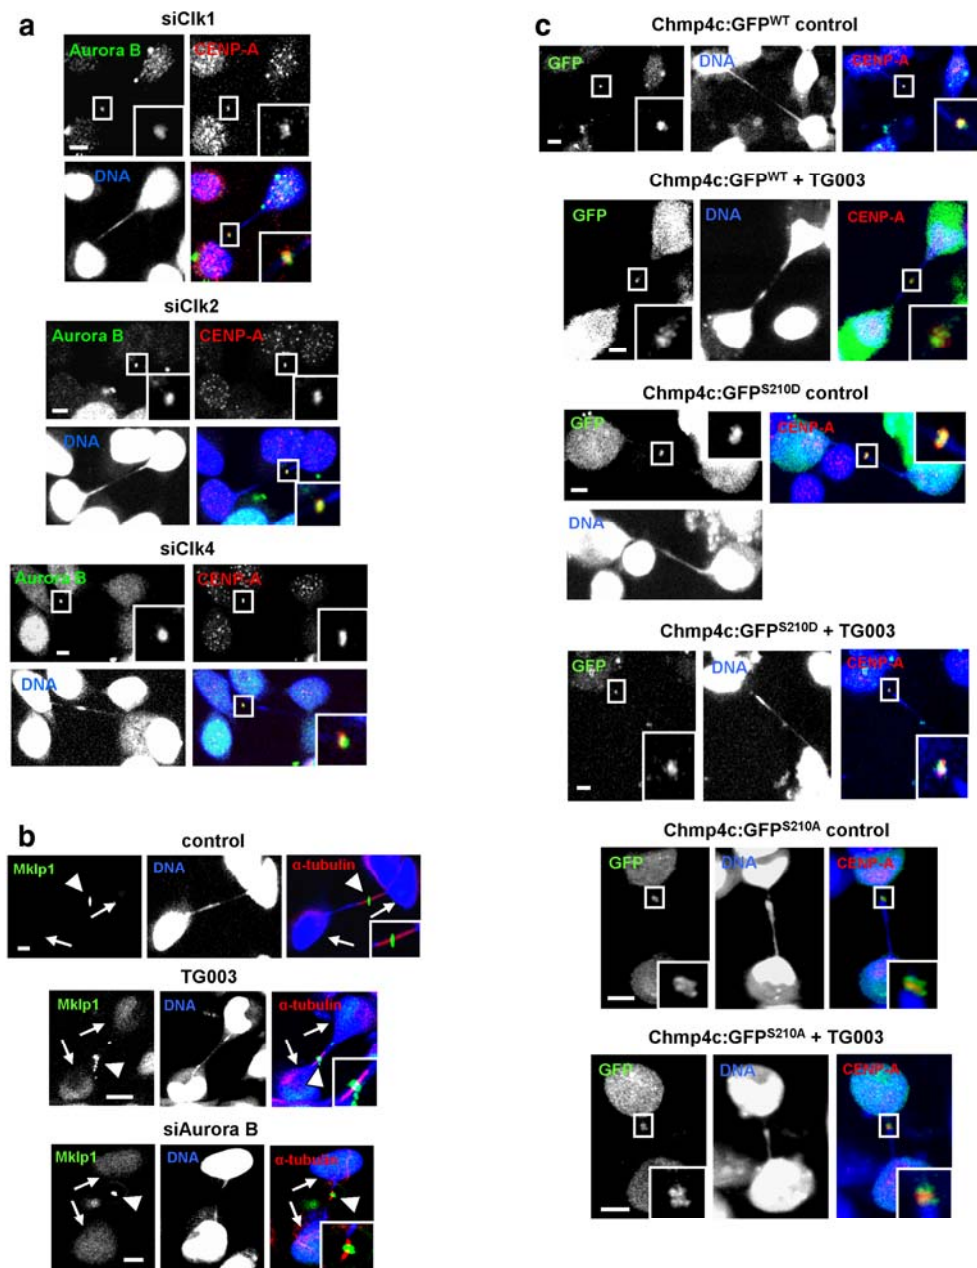 a
siClk1
Aurora B
CENP-A
DNA
siClk2
Aurora B
CENP-A
DNA
siClk4
Aurora B
CENP-A
DNA
b
control
Mklp1
DNA
α-tubulin
TG003
Mklp1
DNA
α-tubulin
siAurora B
Mklp1
DNA
α-tubulin
c
Chmp4c:GFPᵂᵀ control
GFP
DNA
CENP-A
Chmp4c:GFPᵂᵀ + TG003
GFP
DNA
CENP-A
Chmp4c:GFPS210D control
GFP
CENP-A
DNA
Chmp4c:GFPS210D + TG003
GFP
DNA
CENP-A
Chmp4c:GFPS210A control
GFP
DNA
CENP-A
Chmp4c:GFPS210A + TG003
GFP
DNA
CENP-A